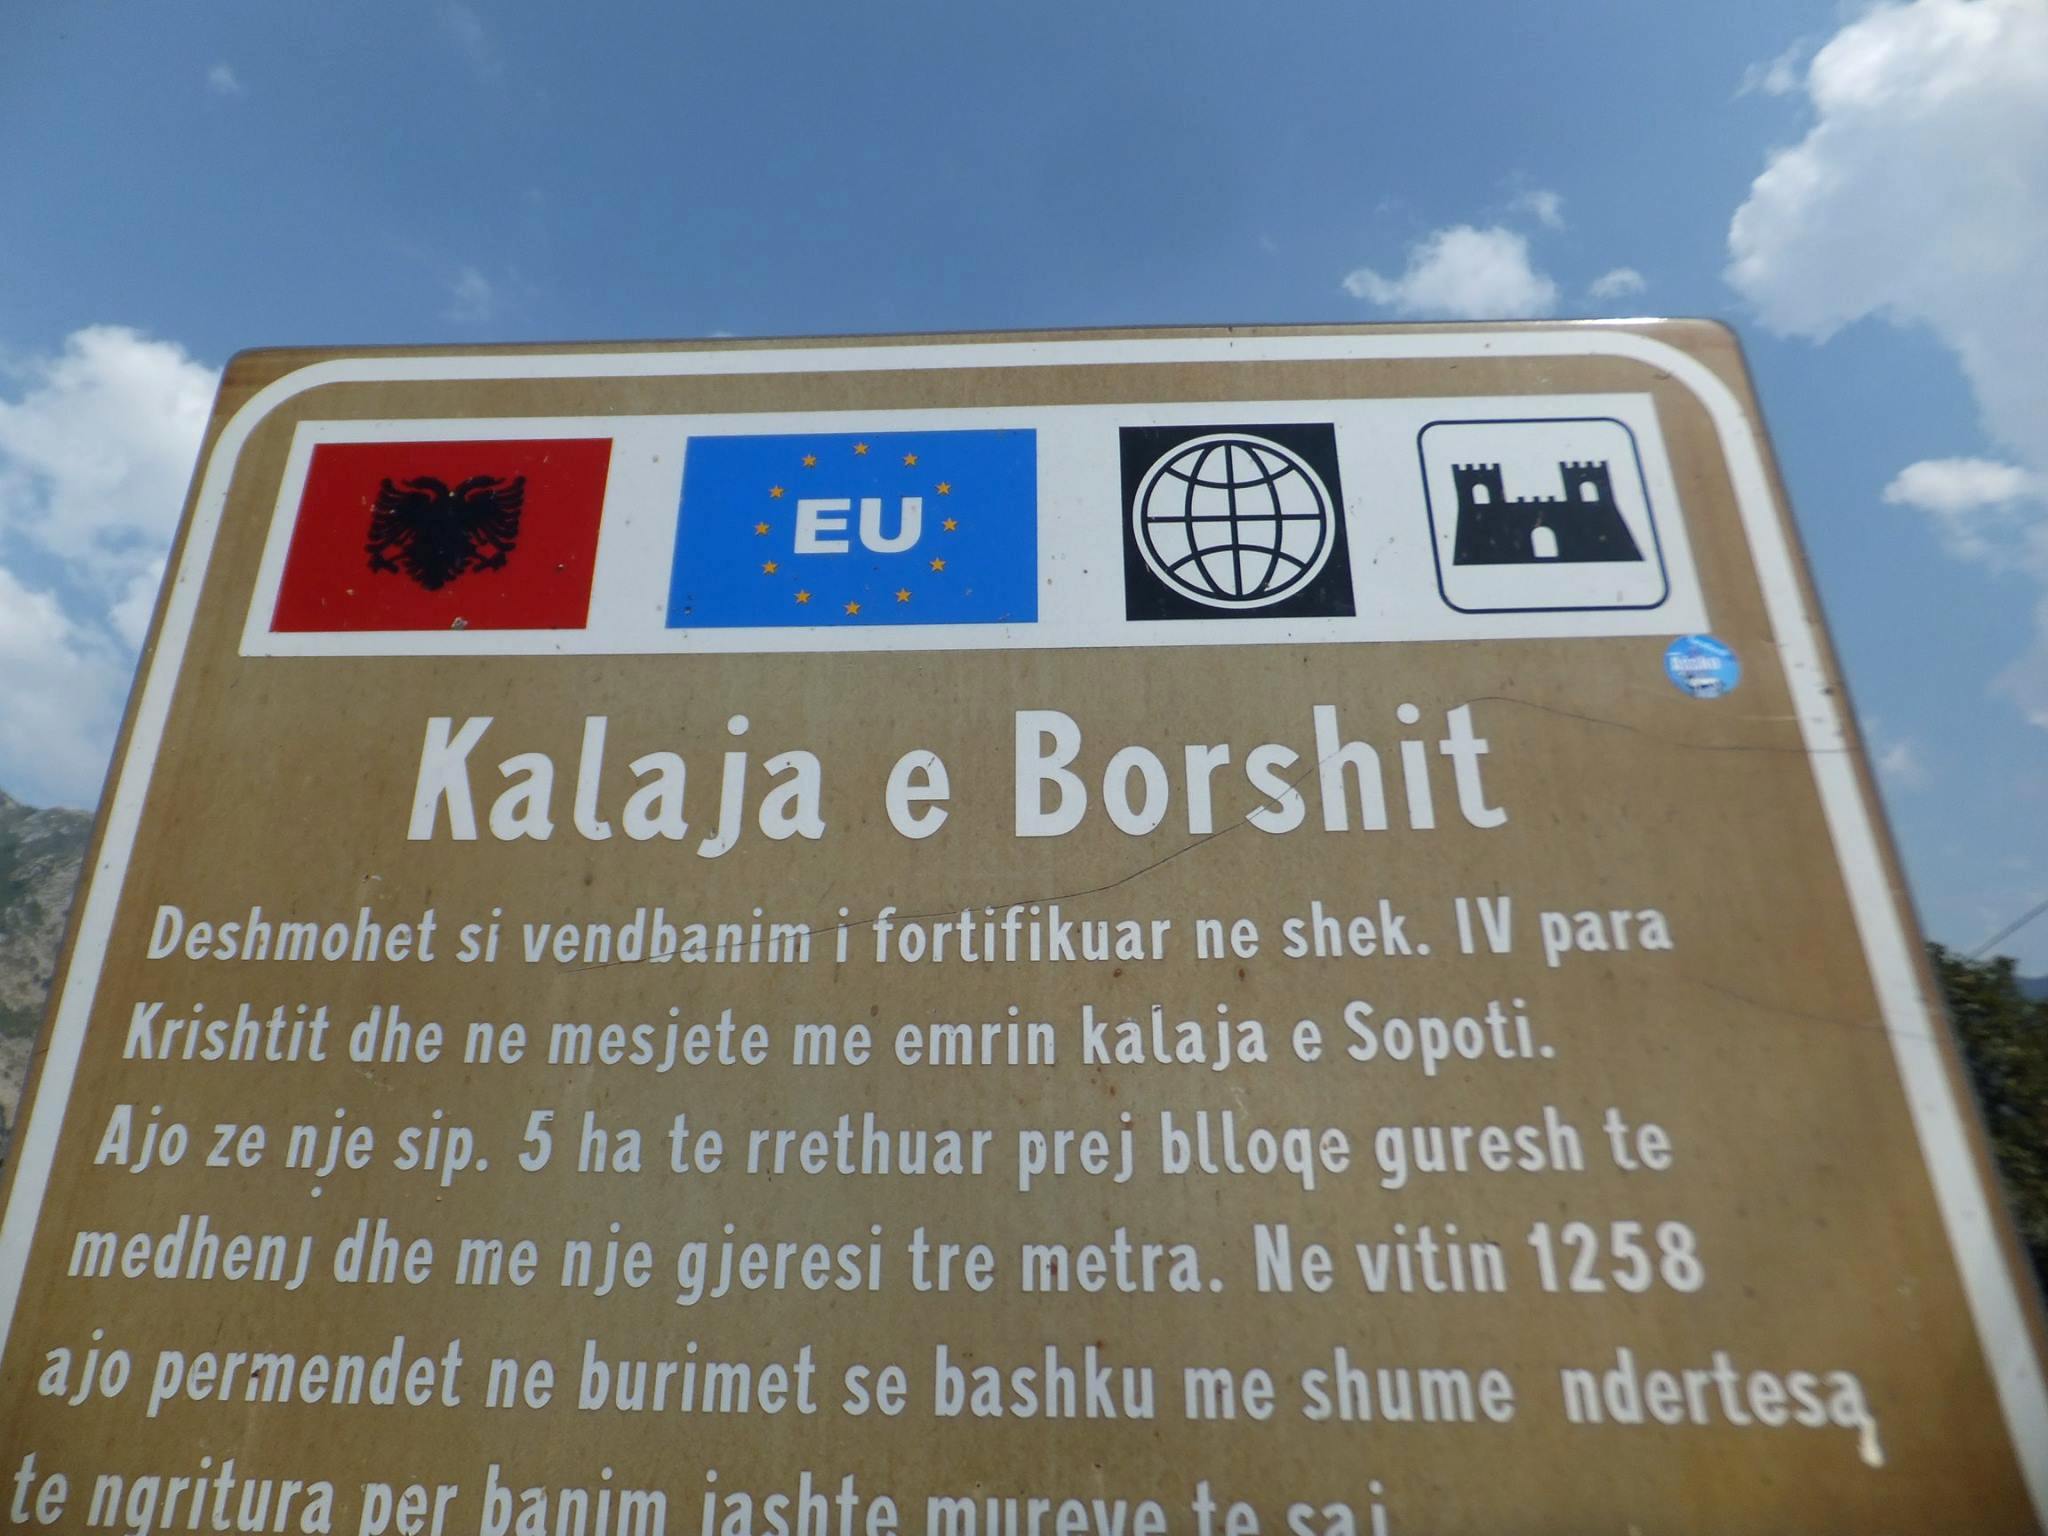 EU
Kalaja e Borshit
Deshmohet si vendbanim i fortifikuar ne shek. IV para
Krishtit dhe ne mesjete me emrin kalaja e Sopoti.
Ajo ze nje sip. 5 ha te rrethuar prej blloqe guresh te
medhenj dhe me nje gjeresi tre metra. Ne vitin 1258
ajo permendet ne burimet se bashku me shume ndertesa
te ngritura per banim jashte mureve te saj